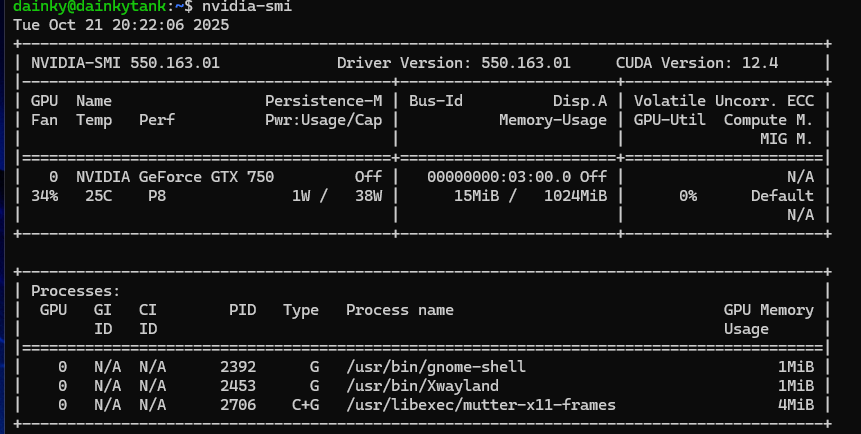 dainky@dainkytank:~$ nvidia-smi
Tue Oct 21 20:22:06 2025
+-----------------------------------------------------------------------------------------+
| NVIDIA-SMI 550.163.01             Driver Version: 550.163.01     CUDA Version: 12.4     |
|-----------------------------------------+------------------------+----------------------+
| GPU  Name                 Persistence-M | Bus-Id          Disp.A | Volatile Uncorr. ECC |
| Fan  Temp   Perf          Pwr:Usage/Cap |           Memory-Usage | GPU-Util  Compute M. |
|                                         |                        |               MIG M. |
|=========================================+========================+======================|
|   0  NVIDIA GeForce GTX 750         Off |   00000000:03:00.0 Off |                  N/A |
| 34%   25C    P8              1W /   38W |      15MiB /   1024MiB |      0%      Default |
|                                         |                        |                  N/A |
+-----------------------------------------+------------------------+----------------------+

+-----------------------------------------------------------------------------------------+
| Processes:                                                                              |
|  GPU   GI   CI        PID   Type   Process name                              GPU Memory |
|        ID   ID                                                               Usage      |
|=========================================================================================|
|    0   N/A  N/A      2392      G   /usr/bin/gnome-shell                            1MiB |
|    0   N/A  N/A      2453      G   /usr/bin/Xwayland                               1MiB |
|    0   N/A  N/A      2706    C+G   /usr/libexec/mutter-x11-frames                  4MiB |
+-----------------------------------------------------------------------------------------+